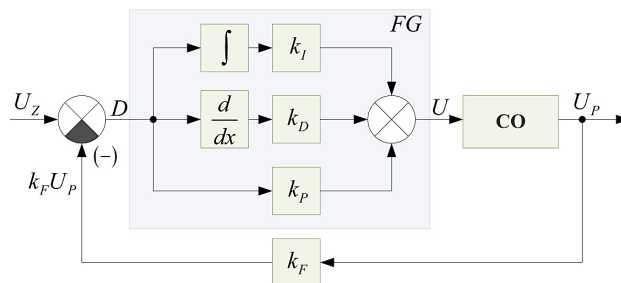 FG
∫
k_I
U_Z
D
d/dx
k_D
U
CO
U_P
(−)
k_F U_P
k_P
k_F